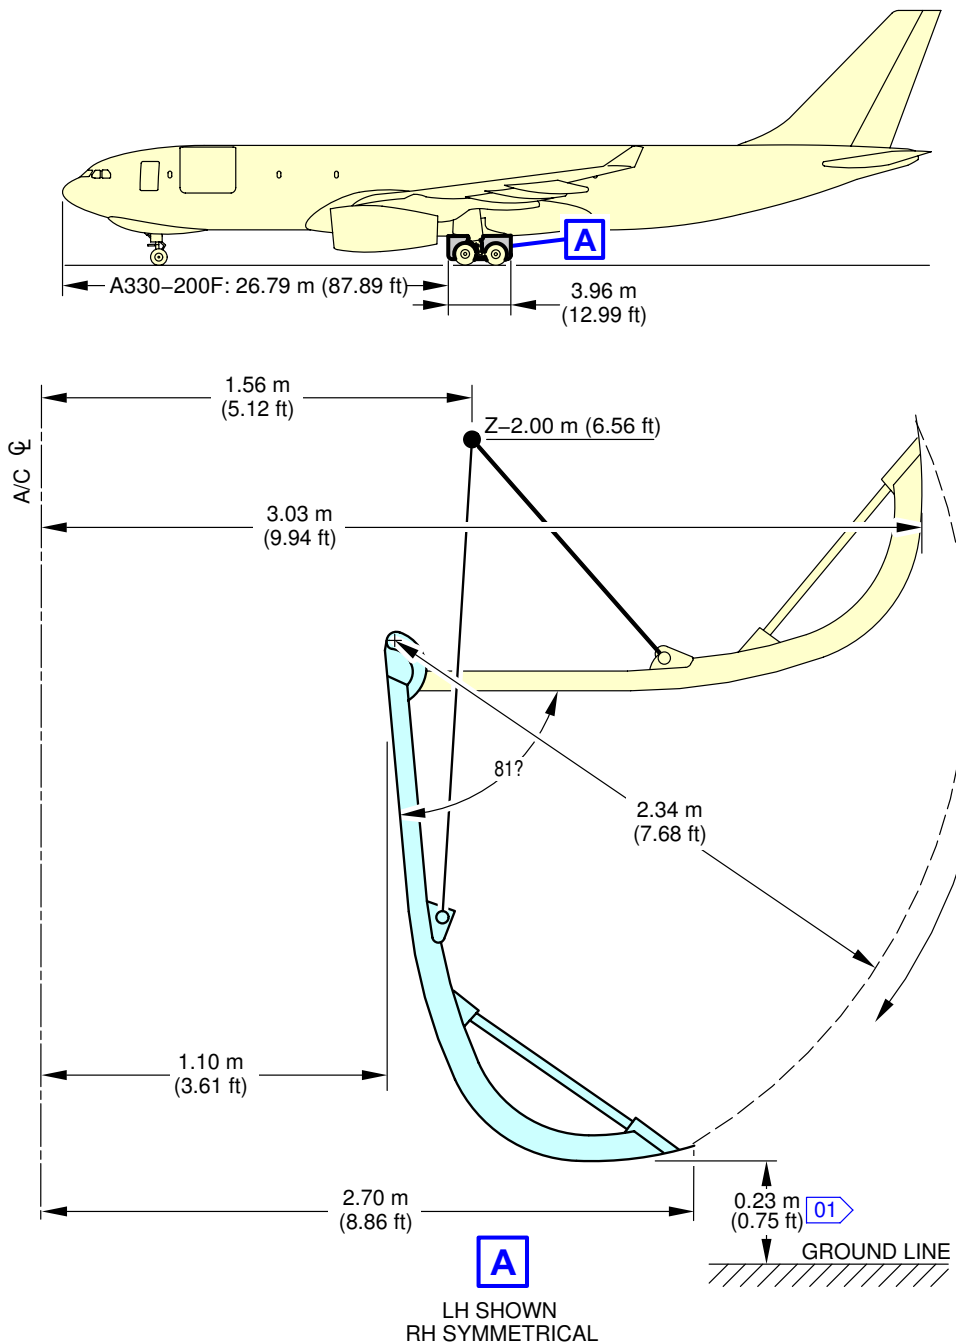 A
A330–200F: 26.79 m (87.89 ft)
3.96 m
(12.99 ft)
1.56 m
(5.12 ft)
Z–2.00 m (6.56 ft)
A/C ℄
3.03 m
(9.94 ft)
81?
2.34 m
(7.68 ft)
1.10 m
(3.61 ft)
2.70 m
(8.86 ft)
0.23 m
(0.75 ft)
01
GROUND LINE
A
LH SHOWN
RH SYMMETRICAL